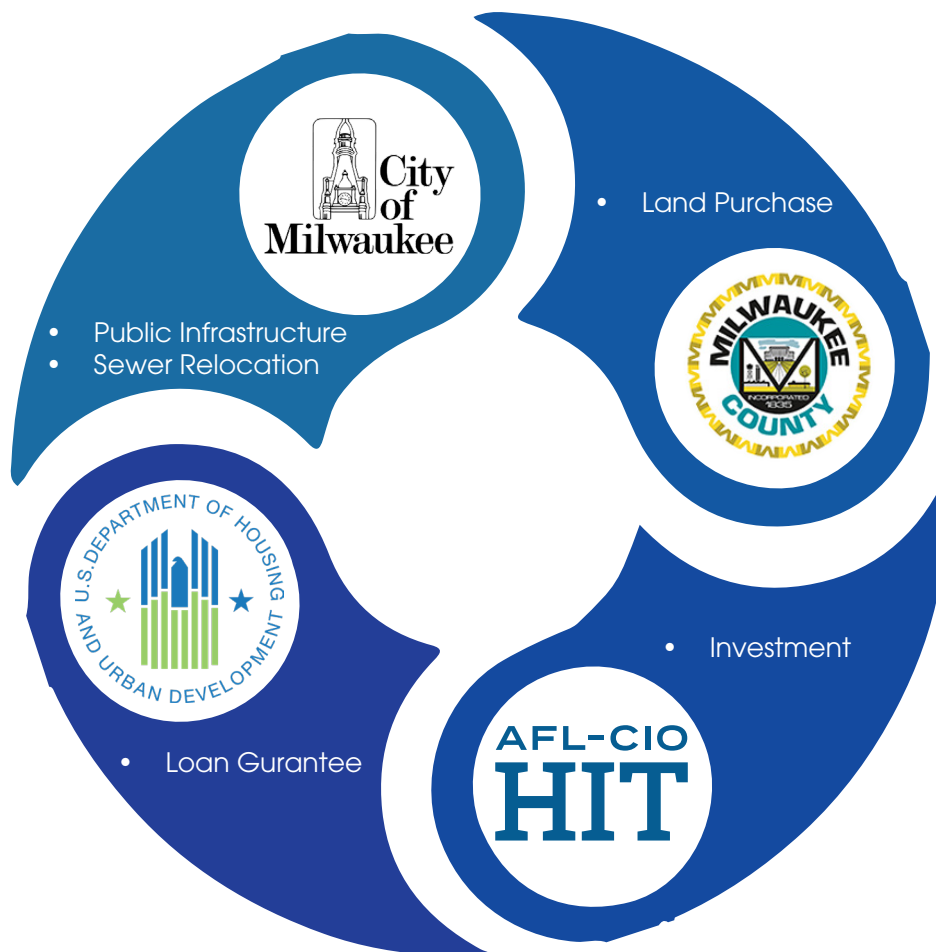 City
of
Milwaukee
• Public Infrastructure
• Sewer Relocation
• Land Purchase
MILWAUKEE
INCORPORATED
1835
COUNTY
U.S. DEPARTMENT OF HOUSING
AND URBAN DEVELOPMENT
• Loan Gurantee
• Investment
AFL-CIO
HIT